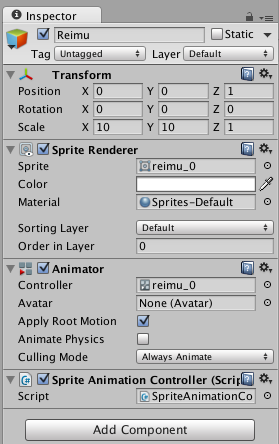 Inspector
Reimu
Static
Tag Untagged Layer Default
Transform
Position X 0 Y 0 Z 1
Rotation X 0 Y 0 Z 0
Scale X 10 Y 10 Z 1
Sprite Renderer
Sprite reimu_0
Color
Material Sprites-Default
Sorting Layer Default
Order in Layer 0
Animator
Controller reimu_0
Avatar None (Avatar)
Apply Root Motion
Animate Physics
Culling Mode Always Animate
Sprite Animation Controller (Scrip
Script SpriteAnimationCo
Add Component